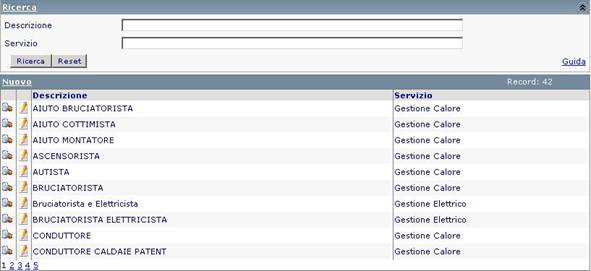 Ricerca
Descrizione
Servizio
Ricerca Reset Guida
Nuovo Record: 42
Descrizione Servizio
AIUTO BRUCIATORISTA Gestione Calore
AIUTO COTTIMISTA Gestione Calore
AIUTO MONTATORE Gestione Calore
ASCENSORISTA Gestione Calore
AUTISTA Gestione Calore
BRUCIATORISTA Gestione Calore
Bruciatorista e Elettricista Gestione Elettrico
BRUCIATORISTA ELETTRICISTA Gestione Elettrico
CONDUTTORE Gestione Calore
CONDUTTORE CALDAIE PATENT Gestione Calore
1 2 3 4 5